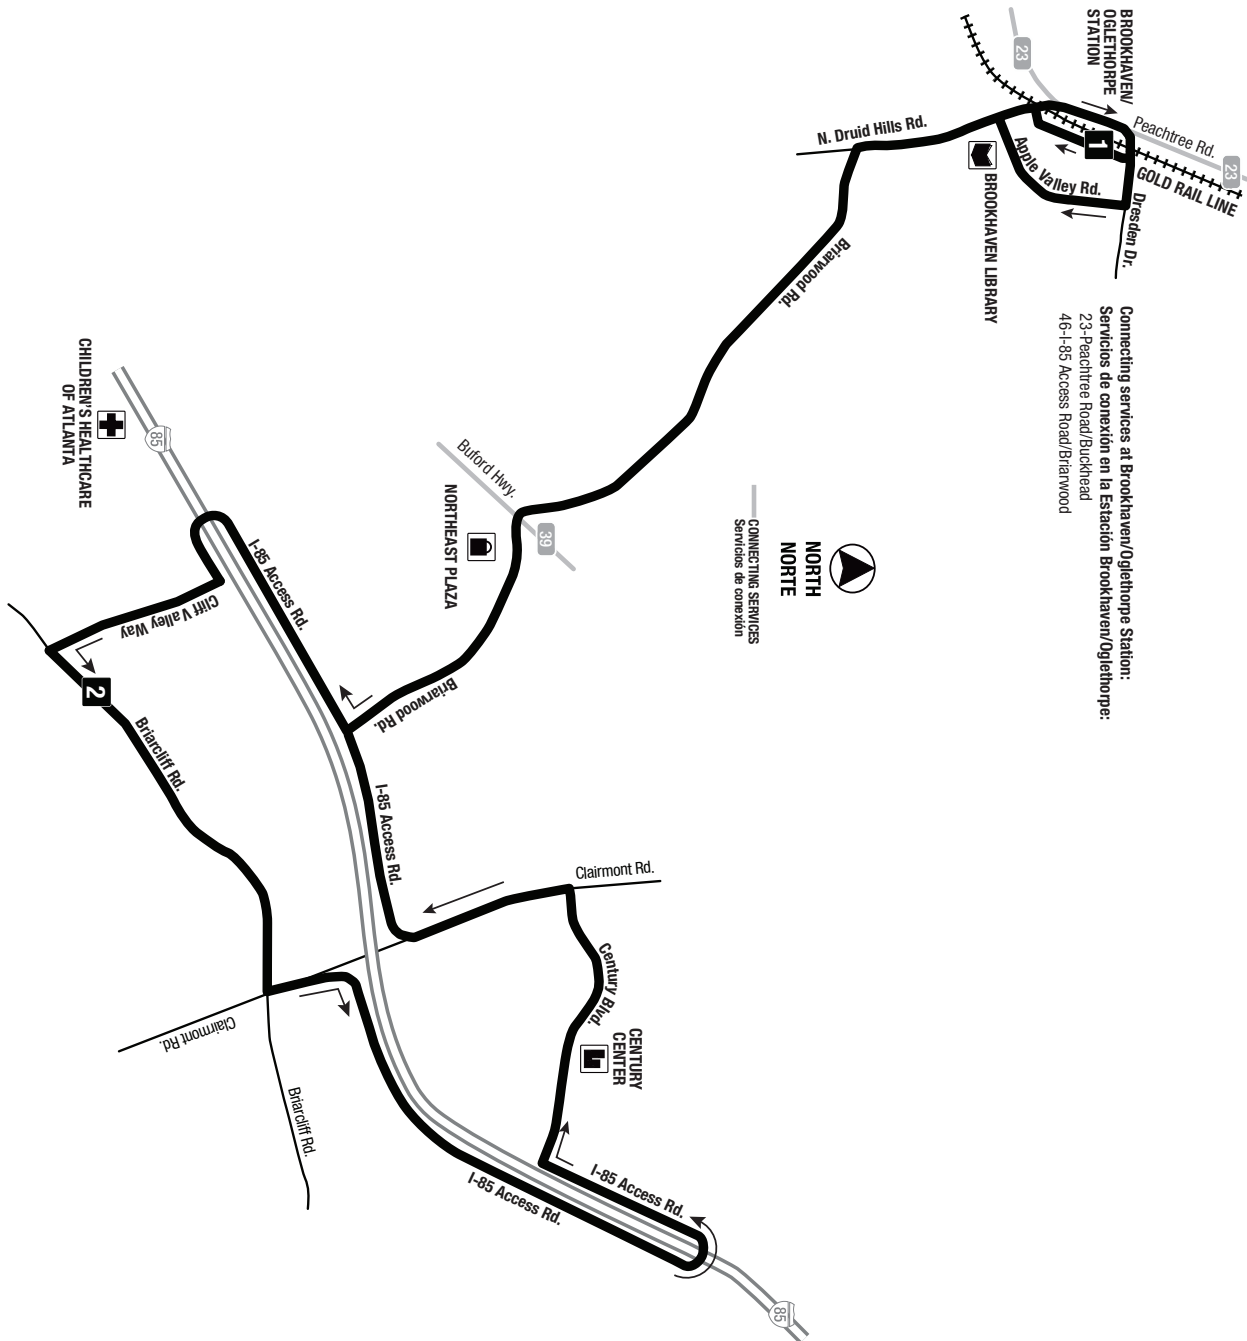 BROOKHAVEN/
OGLETHORPE
STATION
23
Peachtree Rd.
23
1
GOLD RAIL LINE
Apple Valley Rd.
Dresden Dr.
N. Druid Hills Rd.
BROOKHAVEN LIBRARY
Connecting services at Brookhaven/Oglethorpe Station:
Servicios de conexión en la Estación Brookhaven/Oglethorpe:
23-Peachtree Road/Buckhead
46-I-85 Access Road/Briarwood
Briarwood Rd.
NORTH
NORTE
CONNECTING SERVICES
Servicios de conexión
Buford Hwy.
39
NORTHEAST PLAZA
CHILDREN'S HEALTHCARE
OF ATLANTA
85
I-85 Access Rd.
Cliff Valley Way
2
Briarwood Rd.
Briarcliff Rd.
I-85 Access Rd.
Clairmont Rd.
Century Blvd.
CENTURY
CENTER
Clairmont Rd.
Briarcliff Rd.
I-85 Access Rd.
I-85 Access Rd.
85